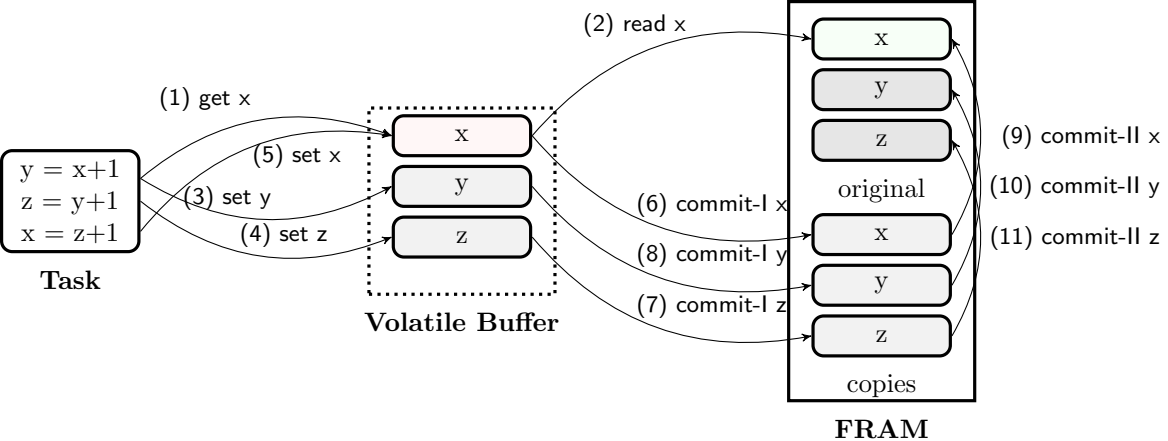 (2) read x
x
y
(1) get x
x
(5) set x
z
(9) commit-II x
y = x+1
z = y+1
x = z+1
(3) set y
y
original
(10) commit-II y
(4) set z
z
(6) commit-I x
x
(11) commit-II z
Task
(8) commit-I y
y
Volatile Buffer
(7) commit-I z
z
copies
FRAM